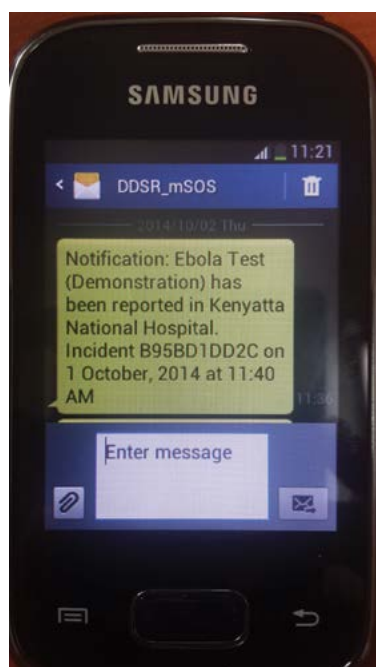 SAMSUNG
11:21
DDSR_mSOS
2014/10/02 Thu
Notification: Ebola Test
(Demonstration) has
been reported in Kenyatta
National Hospital.
Incident B95BD1DD2C on
1 October, 2014 at 11:40
AM
11:36
Enter message